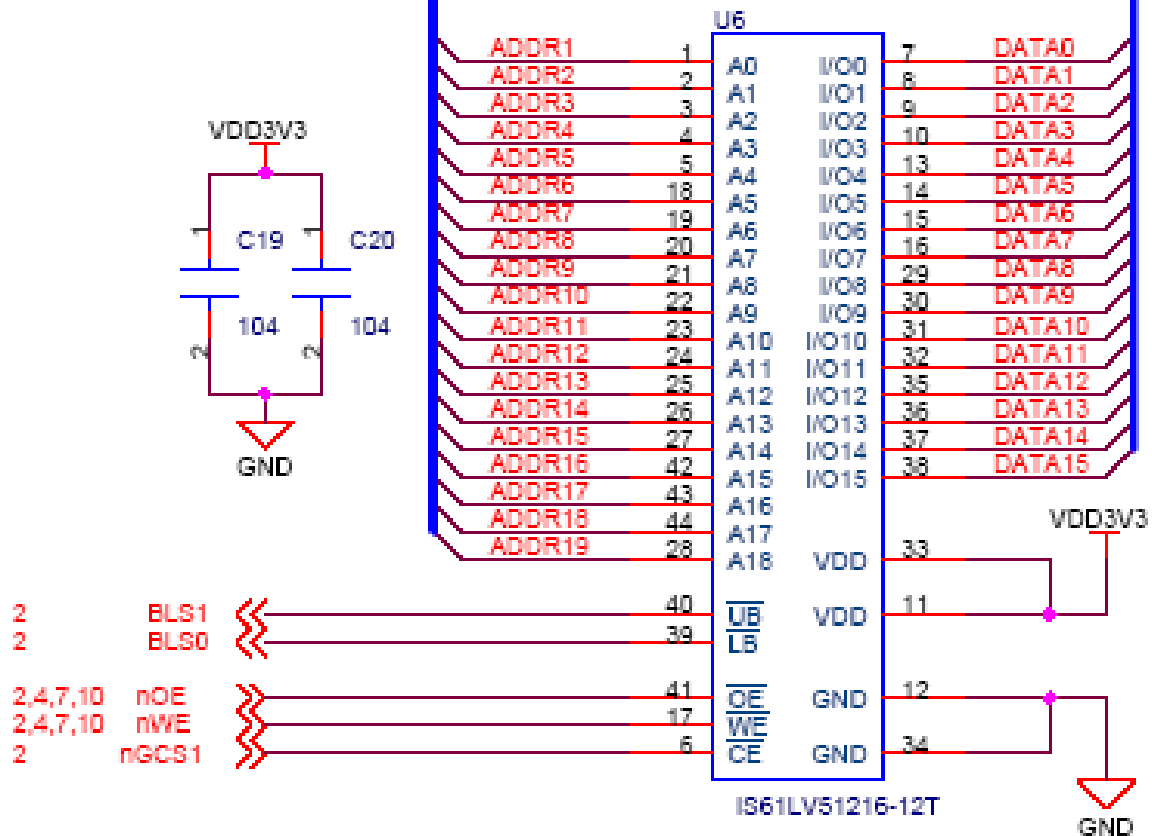 U6
ADDR1 1 A0 I/O0 7 DATA0
ADDR2 2 A1 I/O1 8 DATA1
ADDR3 3 A2 I/O2 9 DATA2
ADDR4 4 A3 I/O3 10 DATA3
ADDR5 5 A4 I/O4 13 DATA4
ADDR6 18 A5 I/O5 14 DATA5
ADDR7 19 A6 I/O6 15 DATA6
ADDR8 20 A7 I/O7 16 DATA7
ADDR9 21 A8 I/O8 29 DATA8
ADDR10 22 A9 I/O9 30 DATA9
ADDR11 23 A10 I/O10 31 DATA10
ADDR12 24 A11 I/O11 32 DATA11
ADDR13 25 A12 I/O12 35 DATA12
ADDR14 26 A13 I/O13 36 DATA13
ADDR15 27 A14 I/O14 37 DATA14
ADDR16 42 A15 I/O15 38 DATA15
ADDR17 43 A16
ADDR18 44 A17
ADDR19 28 A18 VDD 33
VDD3V3
2 BLS1 40 UB VDD 11
2 BLS0 39 LB
2,4,7,10 nOE 41 OE GND 12
2,4,7,10 nWE 17 WE
2 nGCS1 6 CE GND 34
IS61LV51216-12T
GND
VDD3V3
1 C19 1 C20
104 104
2 2
GND